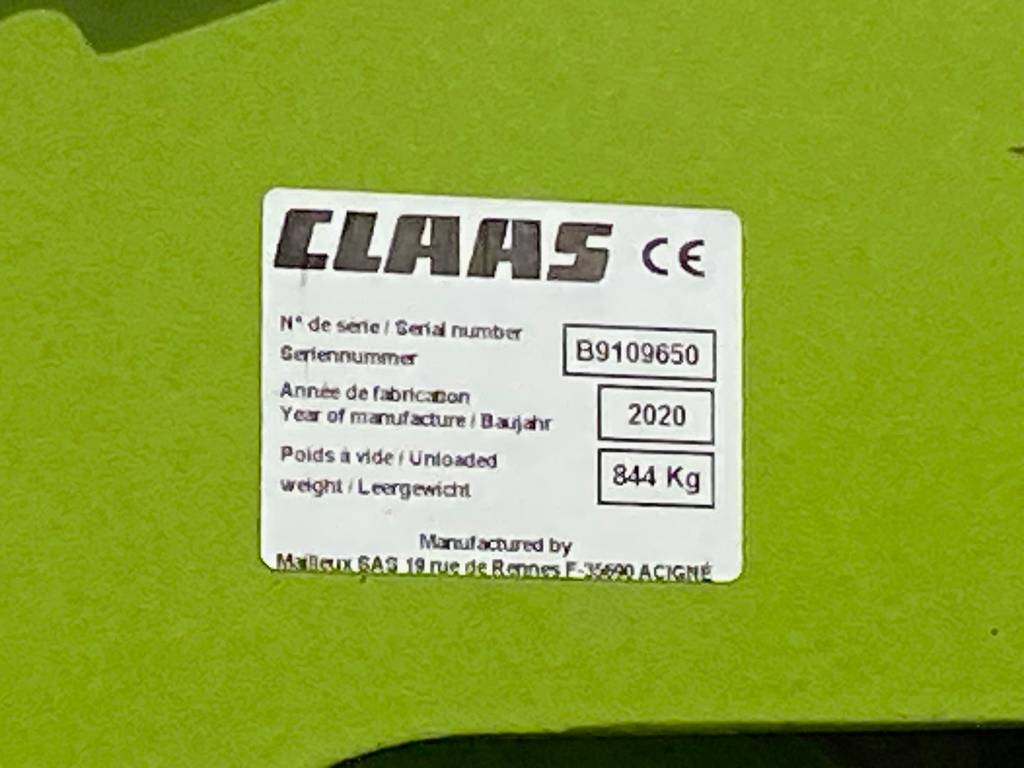 CLAAS CE
N° de série / Serial number
Seriennummer
B9109650
Année de fabrication
Year of manufacture / Baujahr
2020
Poids à vide / Unloaded
weight / Leergewicht
844 Kg
Manufactured by
Mailleux SAS 19 rue de Rennes F-35690 ACIGNÉ